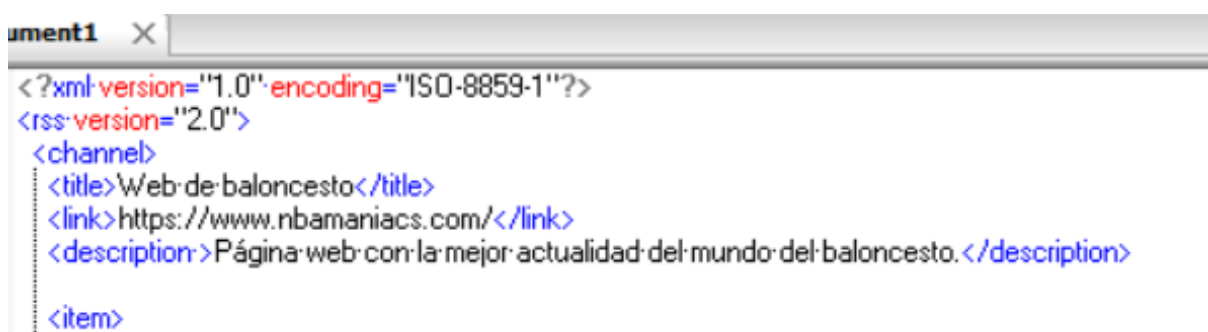 ument1
<?xml version="1.0" encoding="ISO-8859-1"?>
<rss version="2.0">
<channel>
<title>Web de baloncesto</title>
<link>https://www.nbamaniacs.com/</link>
<description >Página web con la mejor actualidad del mundo del baloncesto.</description>
<item>